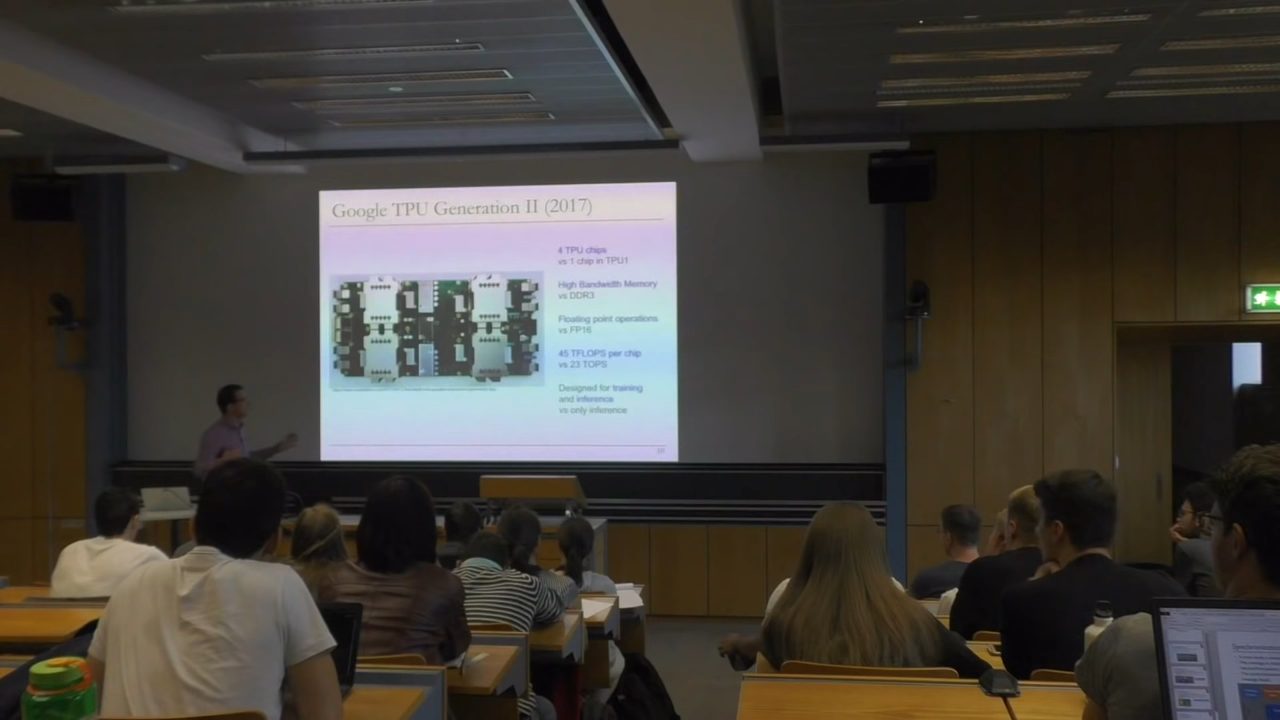 Google TPU Generation II (2017)
4 TPU chips
vs 1 chip in TPU1
High Bandwidth Memory
vs DDR3
Floating point operations
vs FP16
45 TFLOPS per chip
vs 23 TOPS
Designed for training
and inference
vs only inference
10